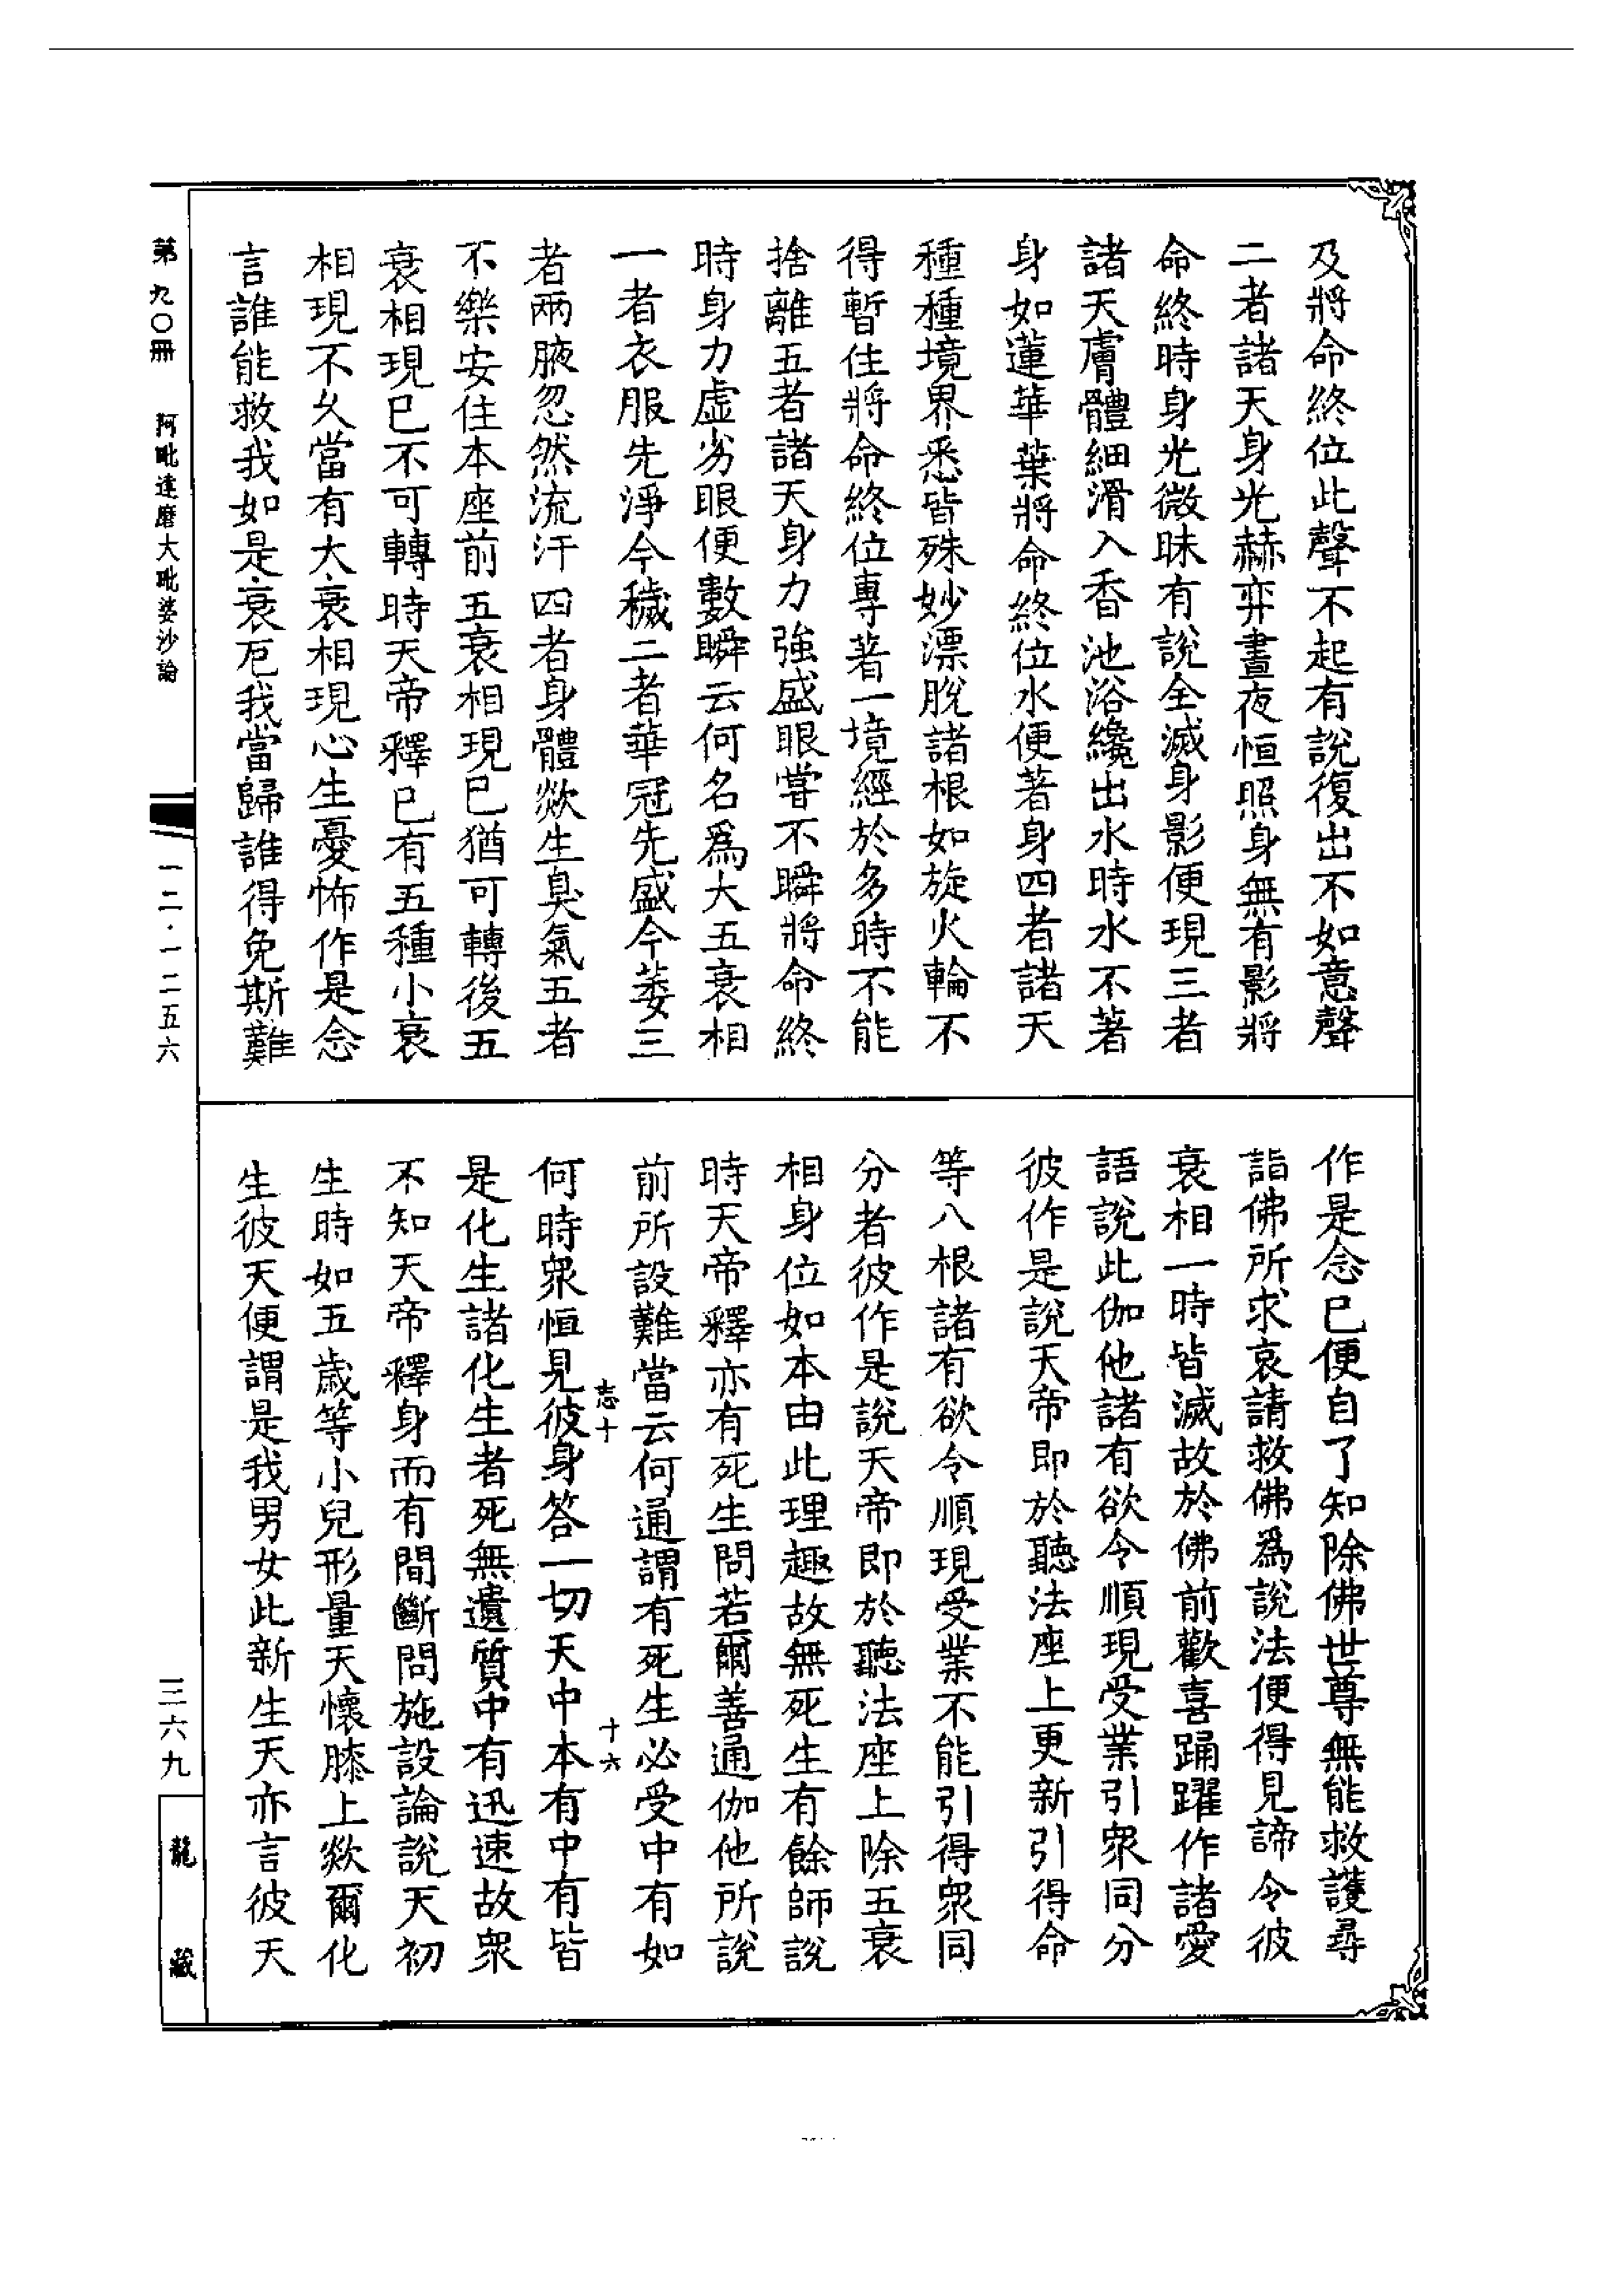 及將命終位此聲不起有說復出不如意聲
二者諸天身光赫弈晝夜恒照身無有影將
命終時身光微昧有說全滅身影便現三者
諸天膚體細滑入香池浴纔出水時水不著
身如蓮華葉將命終位水便著身四者諸天
種種境界悉皆殊妙漂脫諸根如旋火輪不
得暫住將命終位專著一境經於多時不能
捨離五者諸天身力強盛眼嘗不瞬將命終
時身力虛劣眼便數瞬云何名爲大五衰相
一者衣服先淨今穢二者華冠先盛今萎三
者兩腋忽然流汗四者身體欻生臭氣五者
不樂安住本座前五衰相現已猶可轉後五
衰相現已不可轉時天帝釋已有五種小衰
相現不久當有大衰相現心生憂怖作是念
言誰能救我如是衰厄我當歸誰得免斯難
作是念已便自了知除佛世尊無能救護尋
詣佛所求哀請救佛爲說法便得見諦令彼
衰相一時皆滅故於佛前歡喜踊躍作諸愛
語說此伽他諸有欲令順現受業引衆同分
彼作是說天帝即於聽法座上更新引得命
等八根諸有欲令順現受業不能引得衆同
分者彼作是說天帝即於聽法座上除五衰
相身位如本由此理趣故無死生有餘師說
時天帝釋亦有死生問若爾善通伽他所說
前所設難當云何通謂有死生必受中有如
志十 十六
何時衆恒見彼身答一切天中本有中有皆
是化生諸化生者死無遺質中有迅速故衆
不知天帝釋身而有間斷問施設論說天初
生時如五歲等小兒形量天懷膝上欻爾化
生彼天便謂是我男女此新生天亦言彼天
第九〇冊 阿毗達磨大毗婆沙論 一二·一二五六 三六九 龍藏